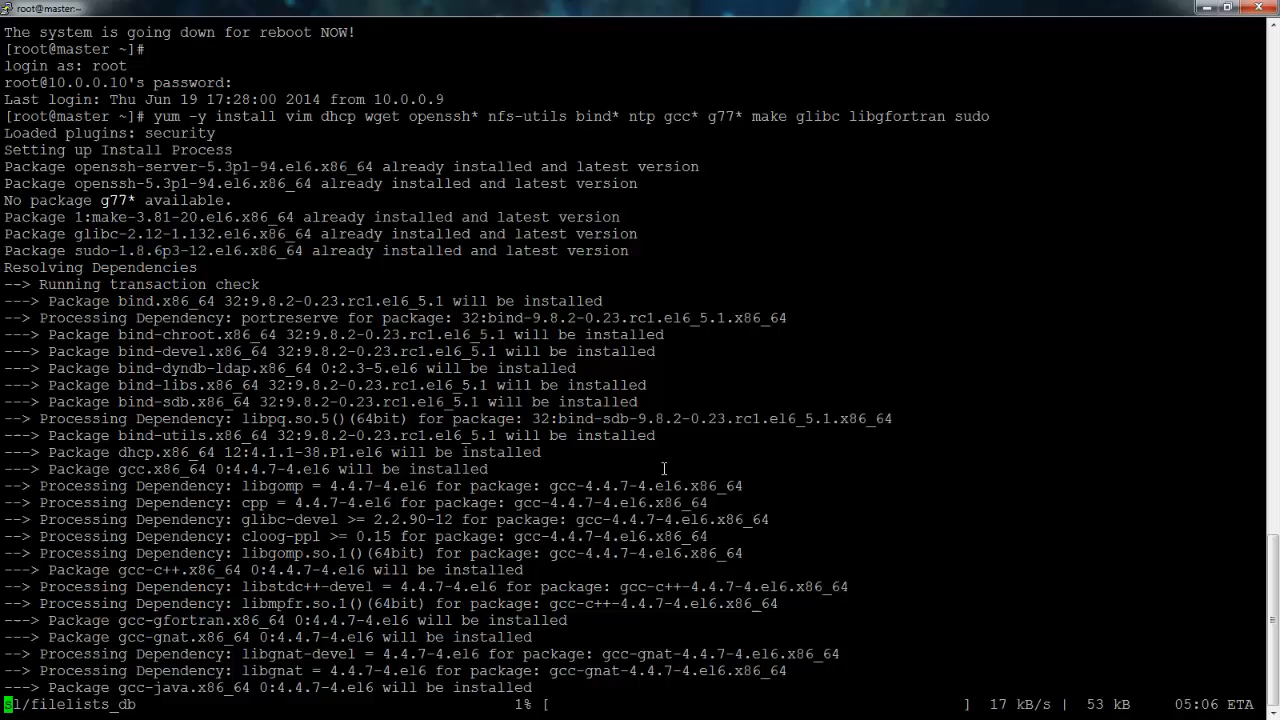 root@master:~
The system is going down for reboot NOW!
[root@master ~]#
login as: root
root@10.0.0.10's password:
Last login: Thu Jun 19 17:28:00 2014 from 10.0.0.9
[root@master ~]# yum -y install vim dhcp wget openssh* nfs-utils bind* ntp gcc* g77* make glibc libgfortran sudo
Loaded plugins: security
Setting up Install Process
Package openssh-server-5.3p1-94.el6.x86_64 already installed and latest version
Package openssh-5.3p1-94.el6.x86_64 already installed and latest version
No package g77* available.
Package 1:make-3.81-20.el6.x86_64 already installed and latest version
Package glibc-2.12-1.132.el6.x86_64 already installed and latest version
Package sudo-1.8.6p3-12.el6.x86_64 already installed and latest version
Resolving Dependencies
--> Running transaction check
---> Package bind.x86_64 32:9.8.2-0.23.rc1.el6_5.1 will be installed
--> Processing Dependency: portreserve for package: 32:bind-9.8.2-0.23.rc1.el6_5.1.x86_64
---> Package bind-chroot.x86_64 32:9.8.2-0.23.rc1.el6_5.1 will be installed
---> Package bind-devel.x86_64 32:9.8.2-0.23.rc1.el6_5.1 will be installed
---> Package bind-dyndb-ldap.x86_64 0:2.3-5.el6 will be installed
---> Package bind-libs.x86_64 32:9.8.2-0.23.rc1.el6_5.1 will be installed
---> Package bind-sdb.x86_64 32:9.8.2-0.23.rc1.el6_5.1 will be installed
--> Processing Dependency: libpq.so.5()(64bit) for package: 32:bind-sdb-9.8.2-0.23.rc1.el6_5.1.x86_64
---> Package bind-utils.x86_64 32:9.8.2-0.23.rc1.el6_5.1 will be installed
---> Package dhcp.x86_64 12:4.1.1-38.P1.el6 will be installed
---> Package gcc.x86_64 0:4.4.7-4.el6 will be installed
--> Processing Dependency: libgomp = 4.4.7-4.el6 for package: gcc-4.4.7-4.el6.x86_64
--> Processing Dependency: cpp = 4.4.7-4.el6 for package: gcc-4.4.7-4.el6.x86_64
--> Processing Dependency: glibc-devel >= 2.2.90-12 for package: gcc-4.4.7-4.el6.x86_64
--> Processing Dependency: cloog-ppl >= 0.15 for package: gcc-4.4.7-4.el6.x86_64
--> Processing Dependency: libgomp.so.1()(64bit) for package: gcc-4.4.7-4.el6.x86_64
---> Package gcc-c++.x86_64 0:4.4.7-4.el6 will be installed
--> Processing Dependency: libstdc++-devel = 4.4.7-4.el6 for package: gcc-c++-4.4.7-4.el6.x86_64
--> Processing Dependency: libmpfr.so.1()(64bit) for package: gcc-c++-4.4.7-4.el6.x86_64
---> Package gcc-gfortran.x86_64 0:4.4.7-4.el6 will be installed
---> Package gcc-gnat.x86_64 0:4.4.7-4.el6 will be installed
--> Processing Dependency: libgnat-devel = 4.4.7-4.el6 for package: gcc-gnat-4.4.7-4.el6.x86_64
--> Processing Dependency: libgnat = 4.4.7-4.el6 for package: gcc-gnat-4.4.7-4.el6.x86_64
---> Package gcc-java.x86_64 0:4.4.7-4.el6 will be installed
sl/filelists_db 1% [ ] 17 kB/s | 53 kB 05:06 ETA